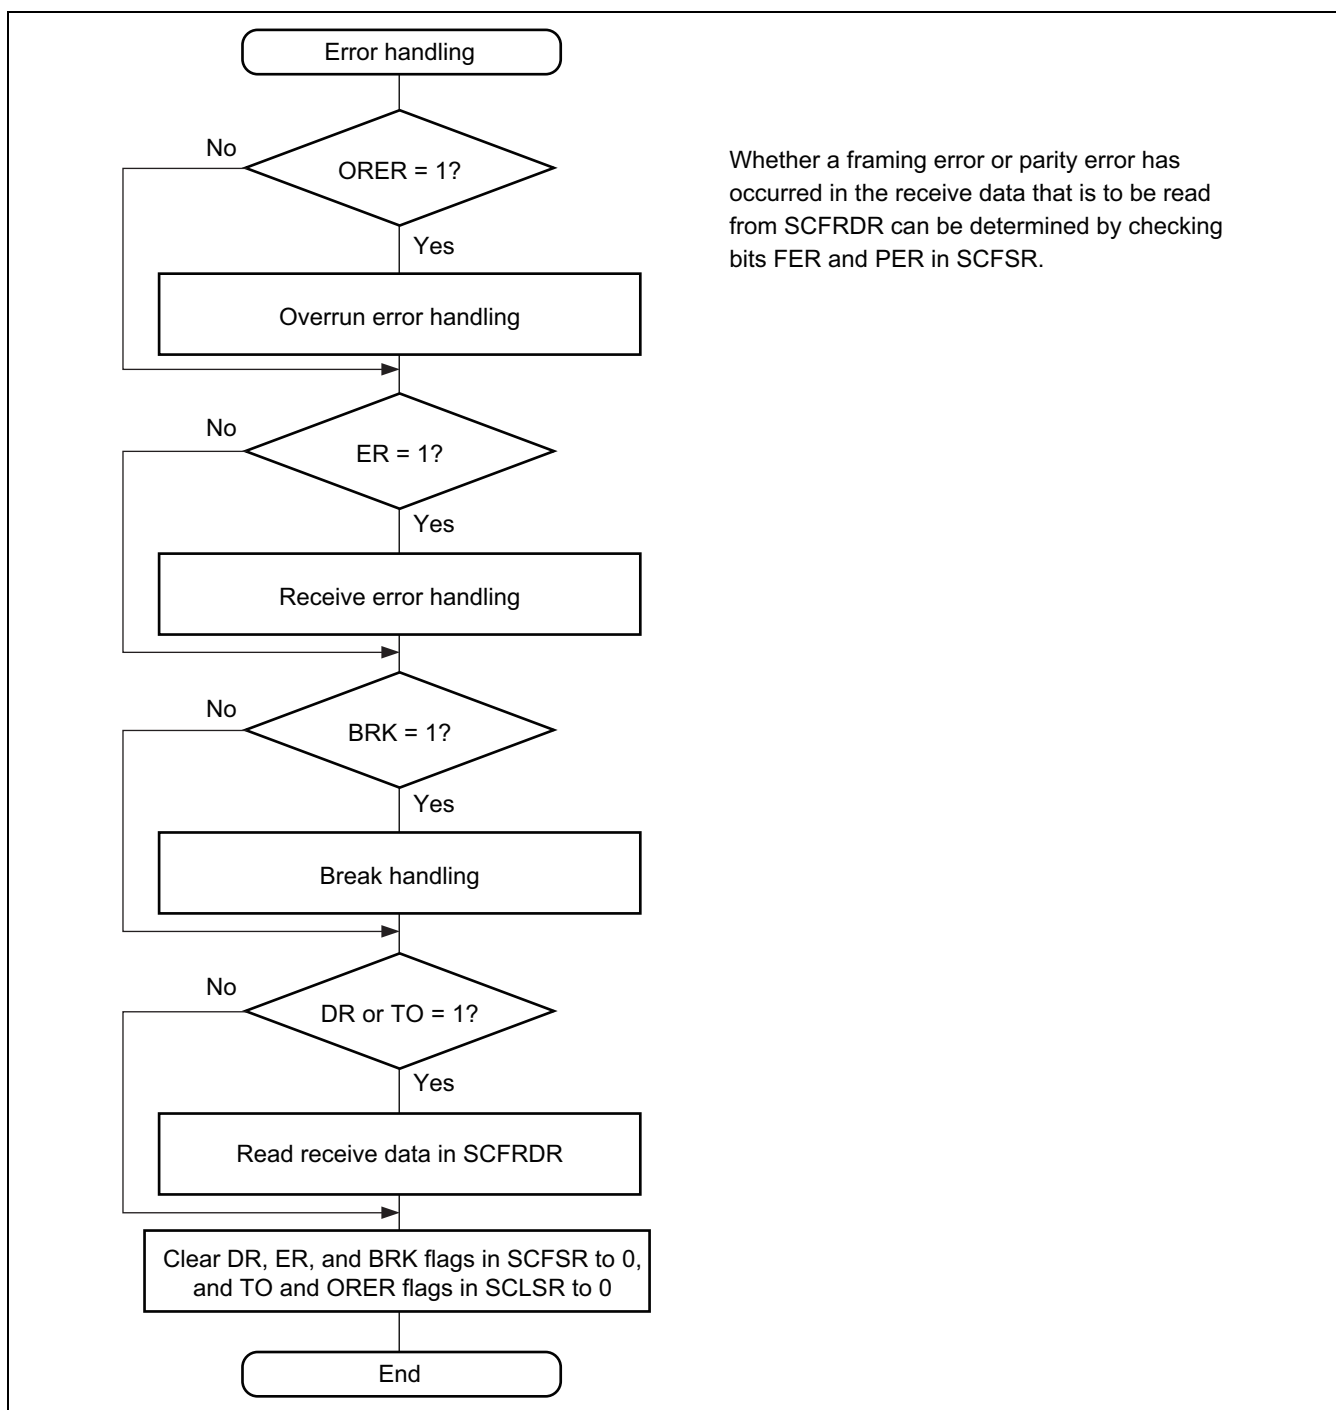 Error handling
No
ORER = 1?
Yes
Overrun error handling
Whether a framing error or parity error has
occurred in the receive data that is to be read
from SCFRDR can be determined by checking
bits FER and PER in SCFSR.
No
ER = 1?
Yes
Receive error handling
No
BRK = 1?
Yes
Break handling
No
DR or TO = 1?
Yes
Read receive data in SCFRDR
Clear DR, ER, and BRK flags in SCFSR to 0,
and TO and ORER flags in SCLSR to 0
End